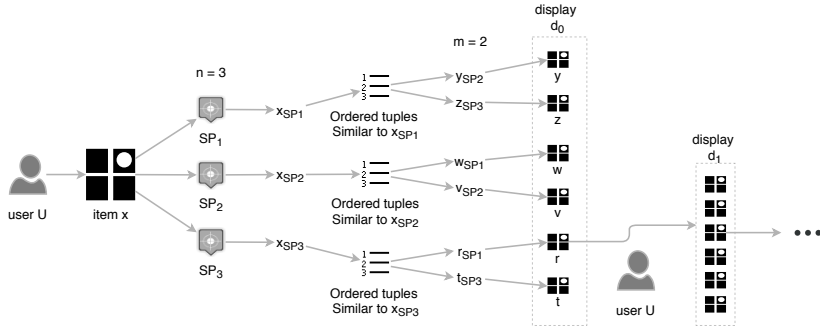 display
d0
n = 3
m = 2
1
2
3
ySP2
zSP3
y
z
SP1
xSP1
Ordered tuples
Similar to xSP1
display
d1
user U
item x
SP2
xSP2
1
2
3
Ordered tuples
Similar to xSP2
wSP1
vSP2
w
v
SP3
xSP3
1
2
3
Ordered tuples
Similar to xSP3
rSP1
tSP3
r
t
user U